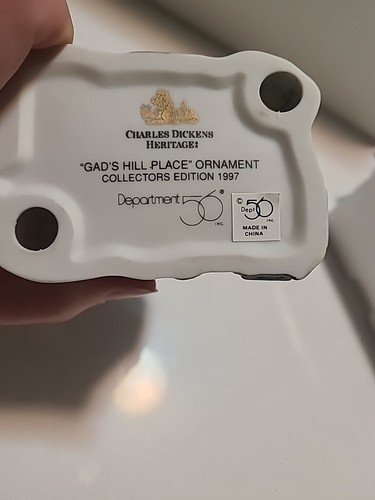 CHARLES DICKENS
HERITAGE:
"GAD'S HILL PLACE" ORNAMENT
COLLECTORS EDITION 1997
Department 56®
INC.
© Dept 56
INC.
MADE IN
CHINA